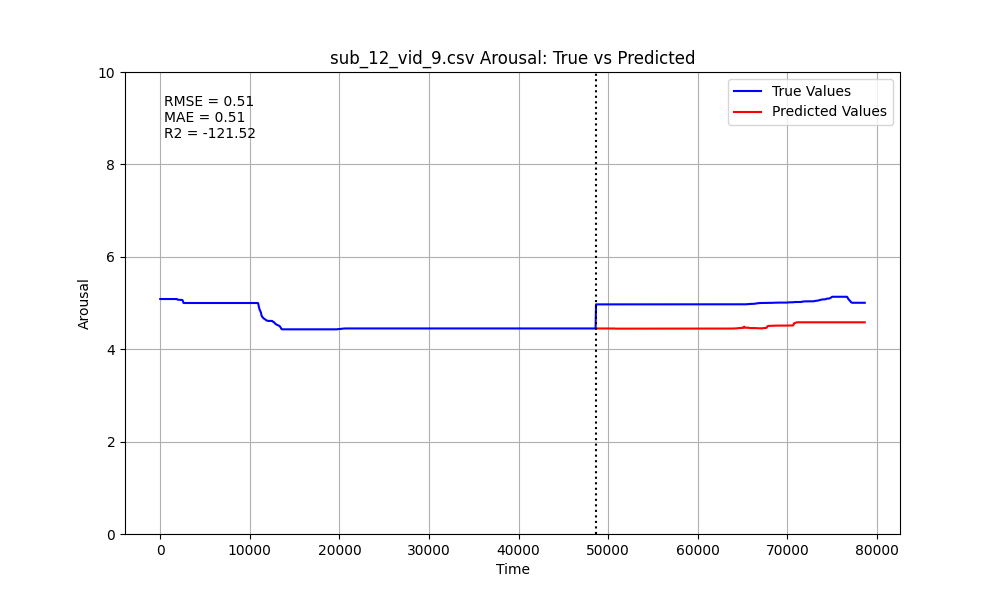 sub_12_vid_9.csv Arousal: True vs Predicted
RMSE = 0.51
MAE = 0.51
R2 = -121.52
True Values
Predicted Values
Arousal
10
8
6
4
2
0
0 10000 20000 30000 40000 50000 60000 70000 80000
Time